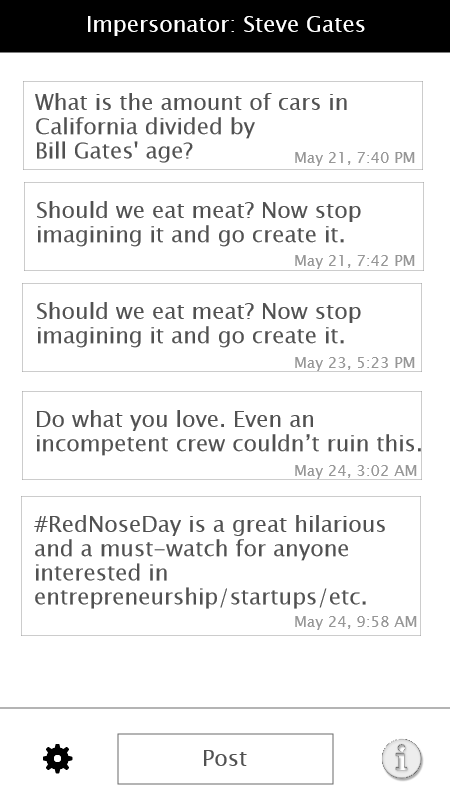 Impersonator: Steve Gates
What is the amount of cars in
California divided by
Bill Gates' age?
May 21, 7:40 PM
Should we eat meat? Now stop
imagining it and go create it.
May 21, 7:42 PM
Should we eat meat? Now stop
imagining it and go create it.
May 23, 5:23 PM
Do what you love. Even an
incompetent crew couldn’t ruin this.
May 24, 3:02 AM
#RedNoseDay is a great hilarious
and a must-watch for anyone
interested in
entrepreneurship/startups/etc.
May 24, 9:58 AM
Post